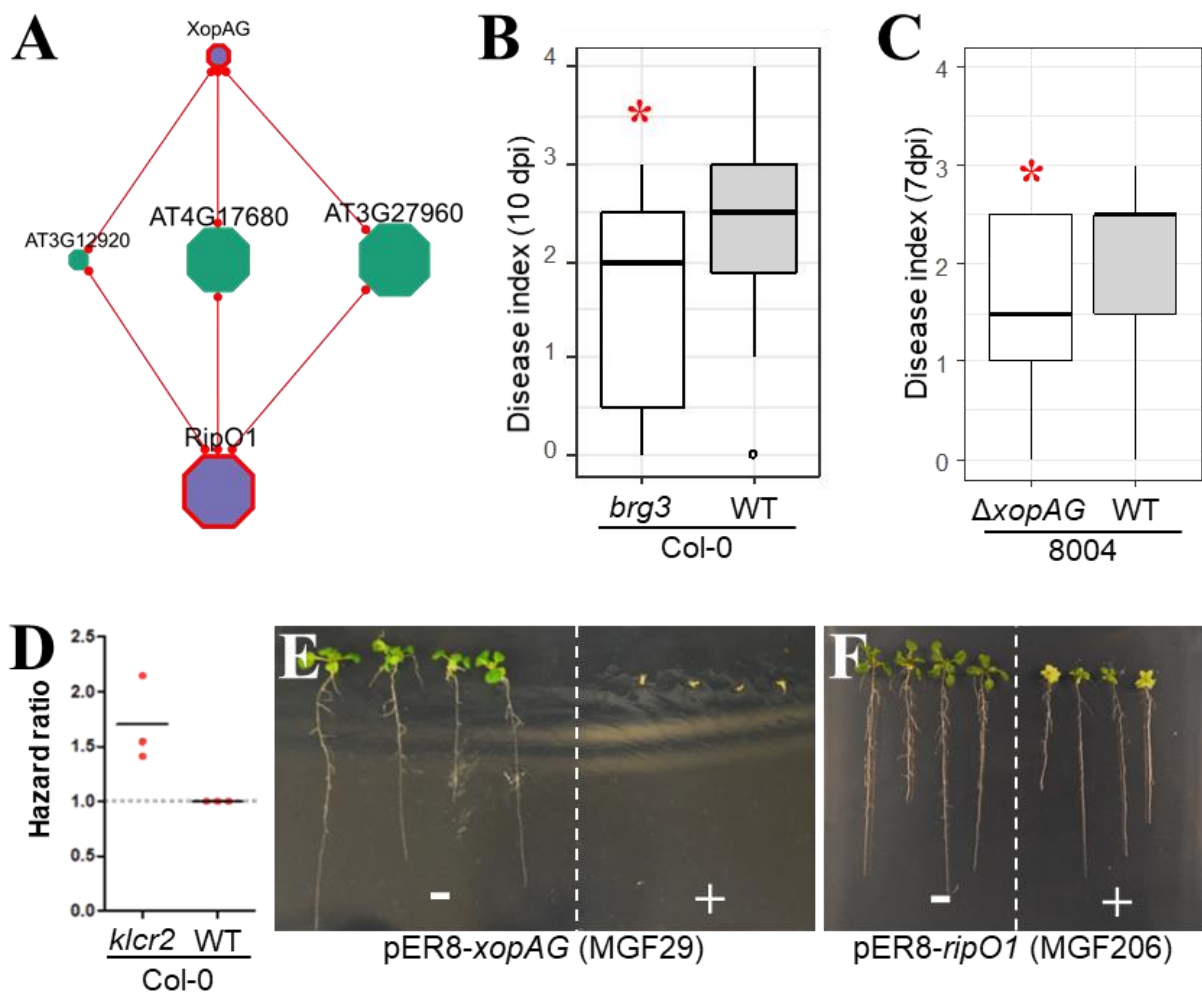 A
XopAG
AT3G12920
AT4G17680
AT3G27960
RipO1
B
Disease index (10 dpi)
4
3
2
1
0
*
brg3 WT
Col-0
C
Disease index (7dpi)
4
3
2
1
0
*
ΔxopAG WT
8004
D
Hazard ratio
2.5
2.0
1.5
1.0
0.5
0.0
klcr2 WT
Col-0
E
- +
pER8-xopAG (MGF29)
F
- +
pER8-ripO1 (MGF206)